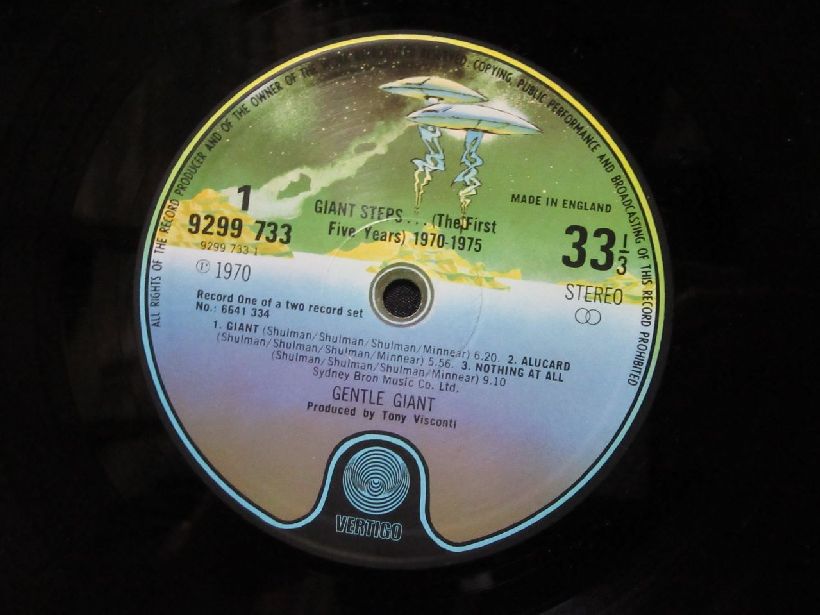 ALL RIGHTS OF THE RECORD PRODUCER AND OF THE OWNER OF THE COPYING, PUBLIC PERFORMANCE AND BROADCASTING OF THIS RECORD PROHIBITED
1
9299 733
9299 733 1
℗ 1970
GIANT STEPS... (The First
Five Years) 1970-1975
MADE IN ENGLAND
33 1/3
STEREO
Record One of a two record set
No.: 6641 334
1. GIANT (Shulman/Shulman/Shulman/Minnear) 6.20. 2. ALUCARD
(Shulman/Shulman/Shulman/Minnear) 5.56. 3. NOTHING AT ALL
(Shulman/Shulman/Shulman/Minnear) 9.10
Sydney Bron Music Co. Ltd.
GENTLE GIANT
Produced by Tony Visconti
VERTIGO